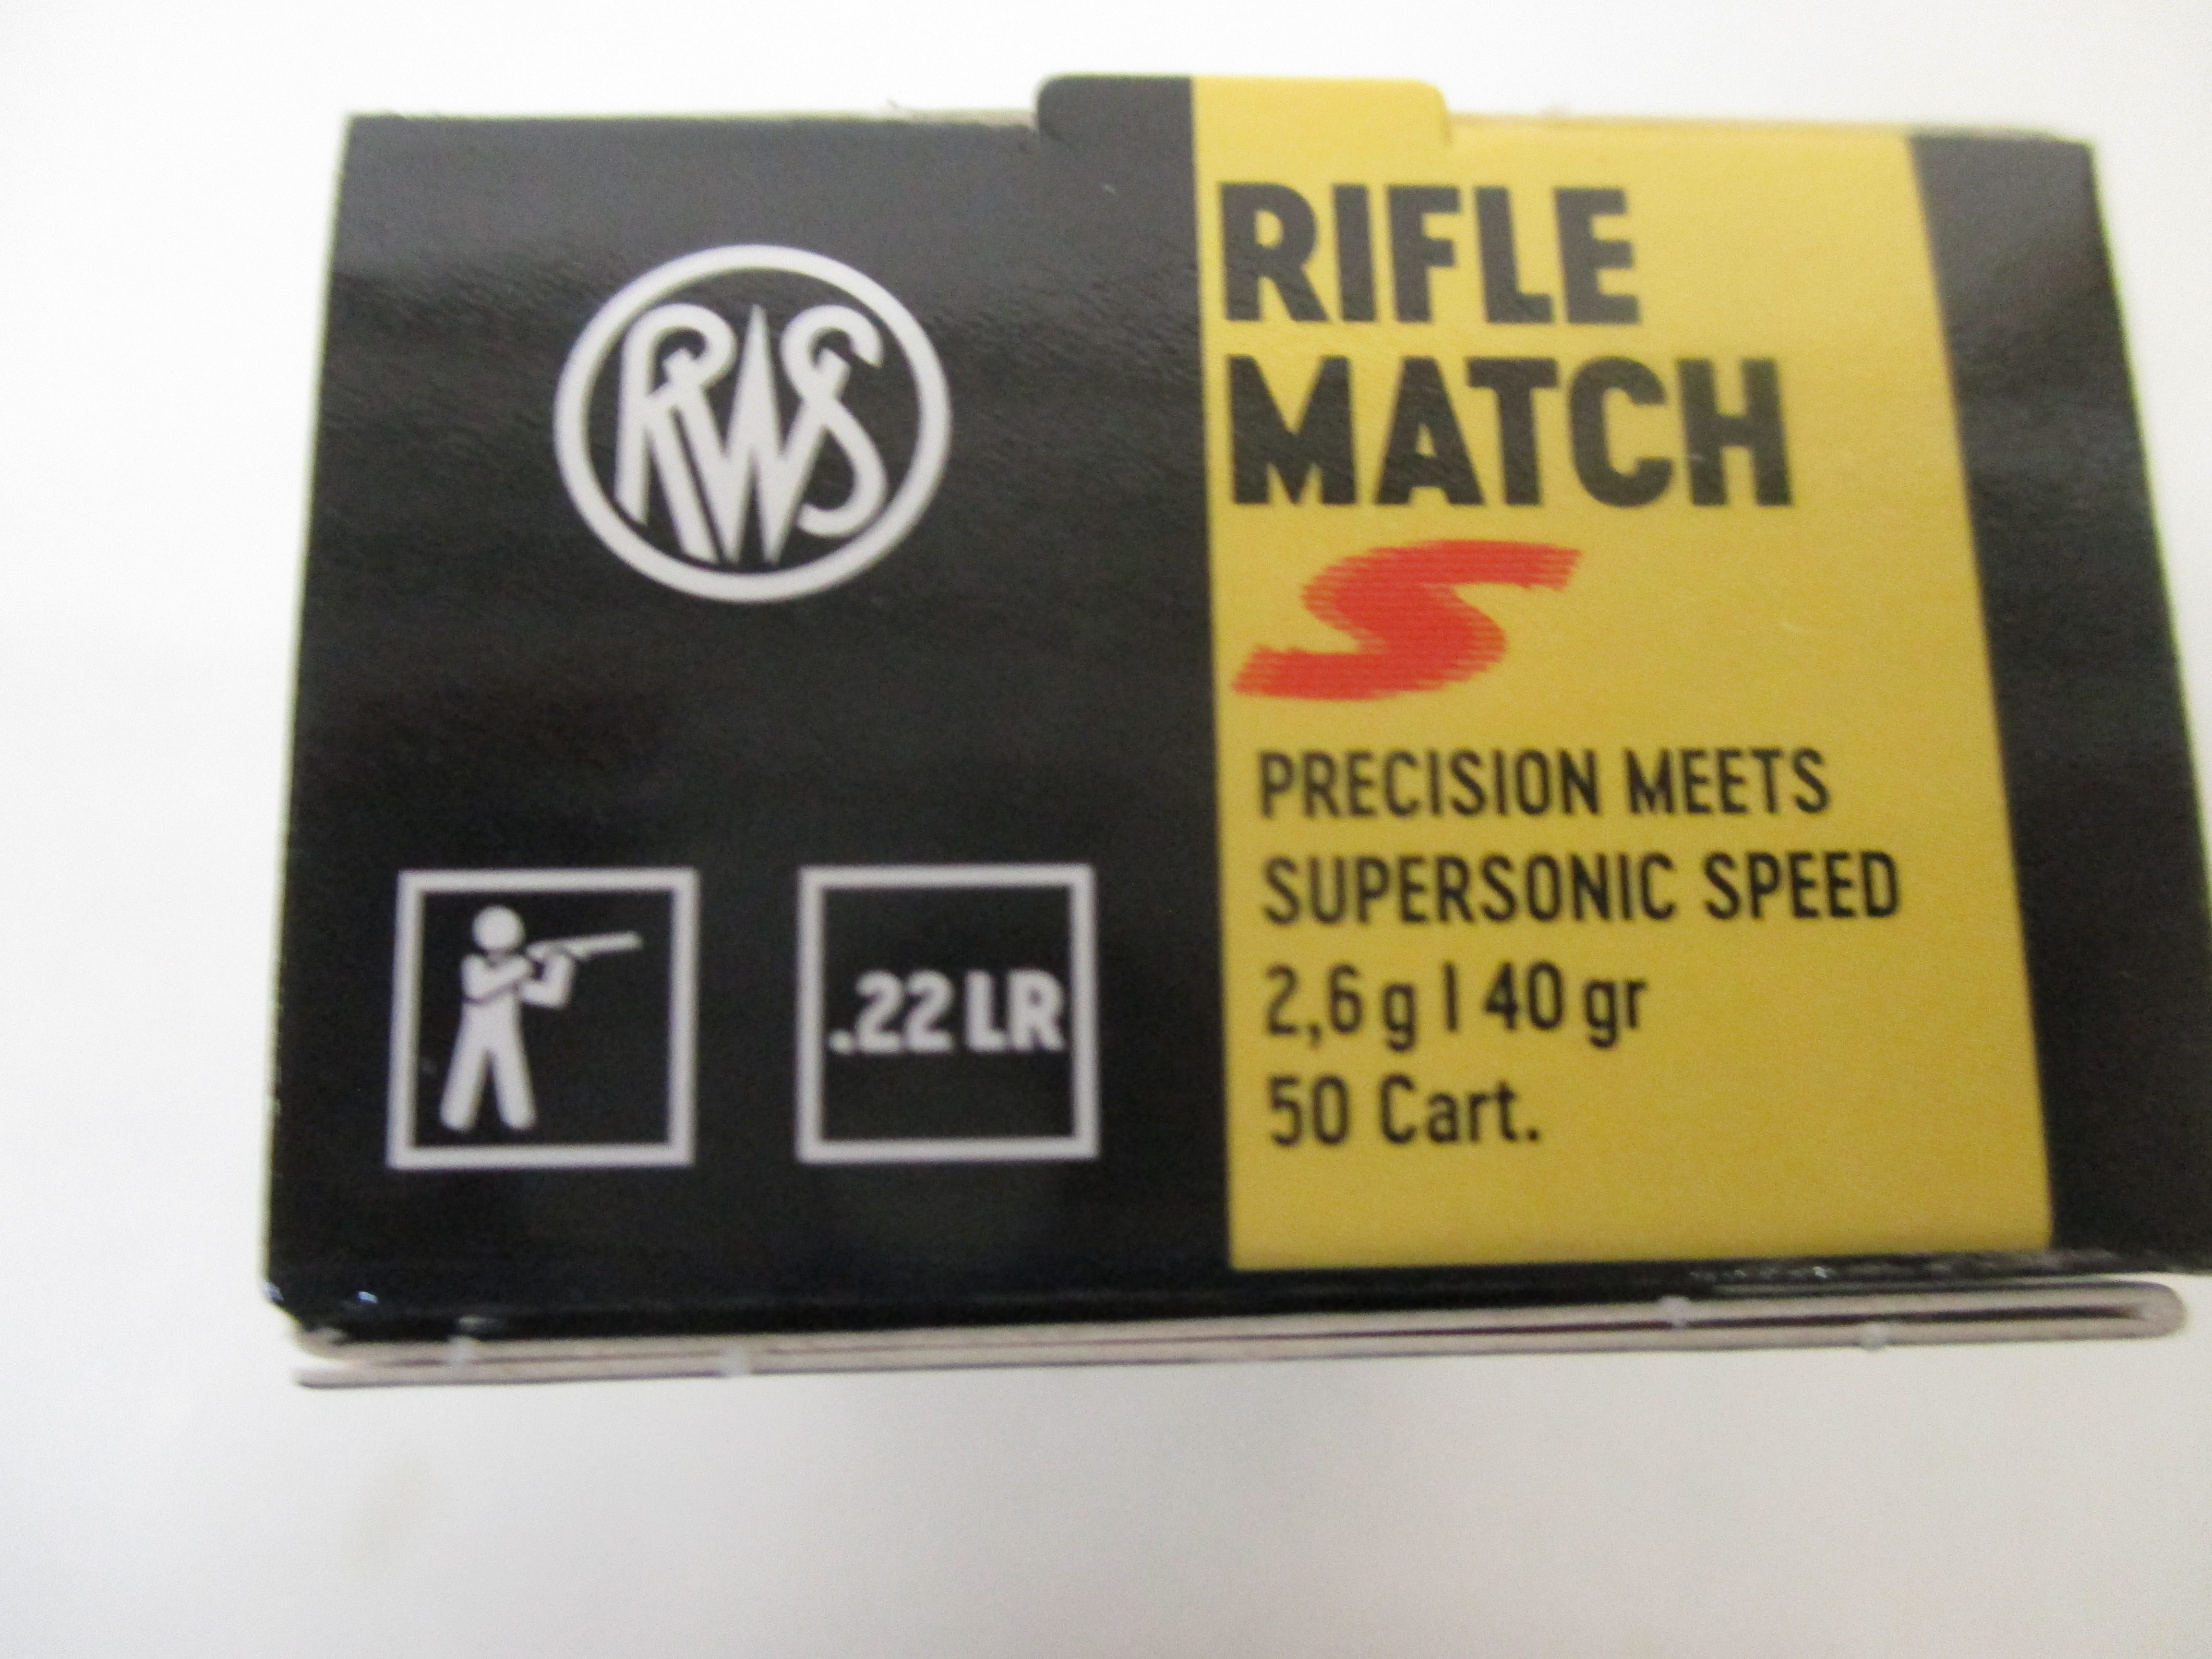 RWS
.22 LR
RIFLE
MATCH
S
PRECISION MEETS
SUPERSONIC SPEED
2,6 g | 40 gr
50 Cart.